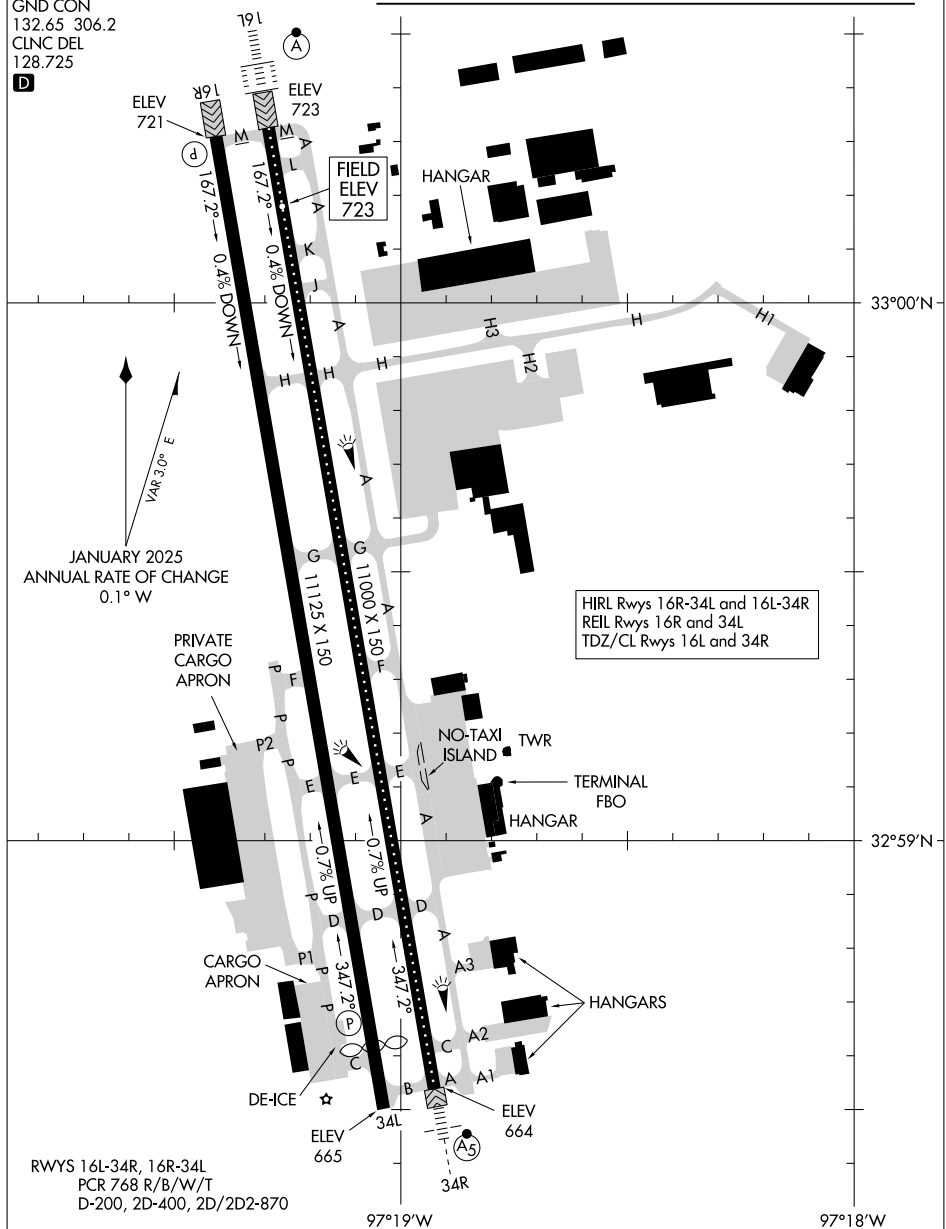 GND CON
132.65 306.2
CLNC DEL
128.725
D
16L
A
16R
ELEV
721
ELEV
723
P
W
W
A
L
FIELD
ELEV
723
A
167.2°
167.2°
HANGAR
K
0.4% DOWN
0.4% DOWN
J
A
33°00'N
H
H1
H3
H
H2
H
H
VAR 3.0° E
A
JANUARY 2025
ANNUAL RATE OF CHANGE
0.1° W
G
G
11125 X 150
11000 X 150
A
HIRL Rwys 16R-34L and 16L-34R
REIL Rwys 16R and 34L
TDZ/CL Rwys 16L and 34R
PRIVATE
CARGO
APRON
P
F
F
P
P2
P
NO-TAXI
ISLAND
TWR
E
E
E
TERMINAL
FBO
A
HANGAR
0.7% UP
0.7% UP
32°59'N
P
D
D
D
A
CARGO
APRON
P1
P
347.2°
347.2°
A3
P
P
HANGARS
A2
C
C
DE-ICE
B
A
A1
34L
ELEV
665
ELEV
664
A5
34R
RWYS 16L-34R, 16R-34L
PCR 768 R/B/W/T
D-200, 2D-400, 2D/2D2-870
97°19'W
97°18'W